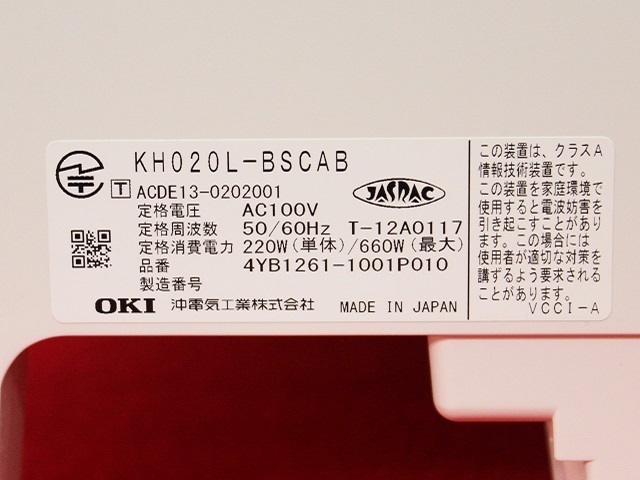 KH020L-BSCAB
T ACDE13-0202001
JASPAC
定格電圧 AC100V
定格周波数 50/60Hz T-12A0117
定格消費電力 220W(単体)/660W(最大)
品番 4YB1261-1001P010
製造番号
OKI 沖電気工業株式会社 MADE IN JAPAN
この装置は、クラスA
情報技術装置です。
この装置を家庭環境で
使用すると電波妨害を
引き起こすことがあり
ます。この場合には
使用者が適切な対策を
講ずるよう要求される
ことがあります。
VCCI-A